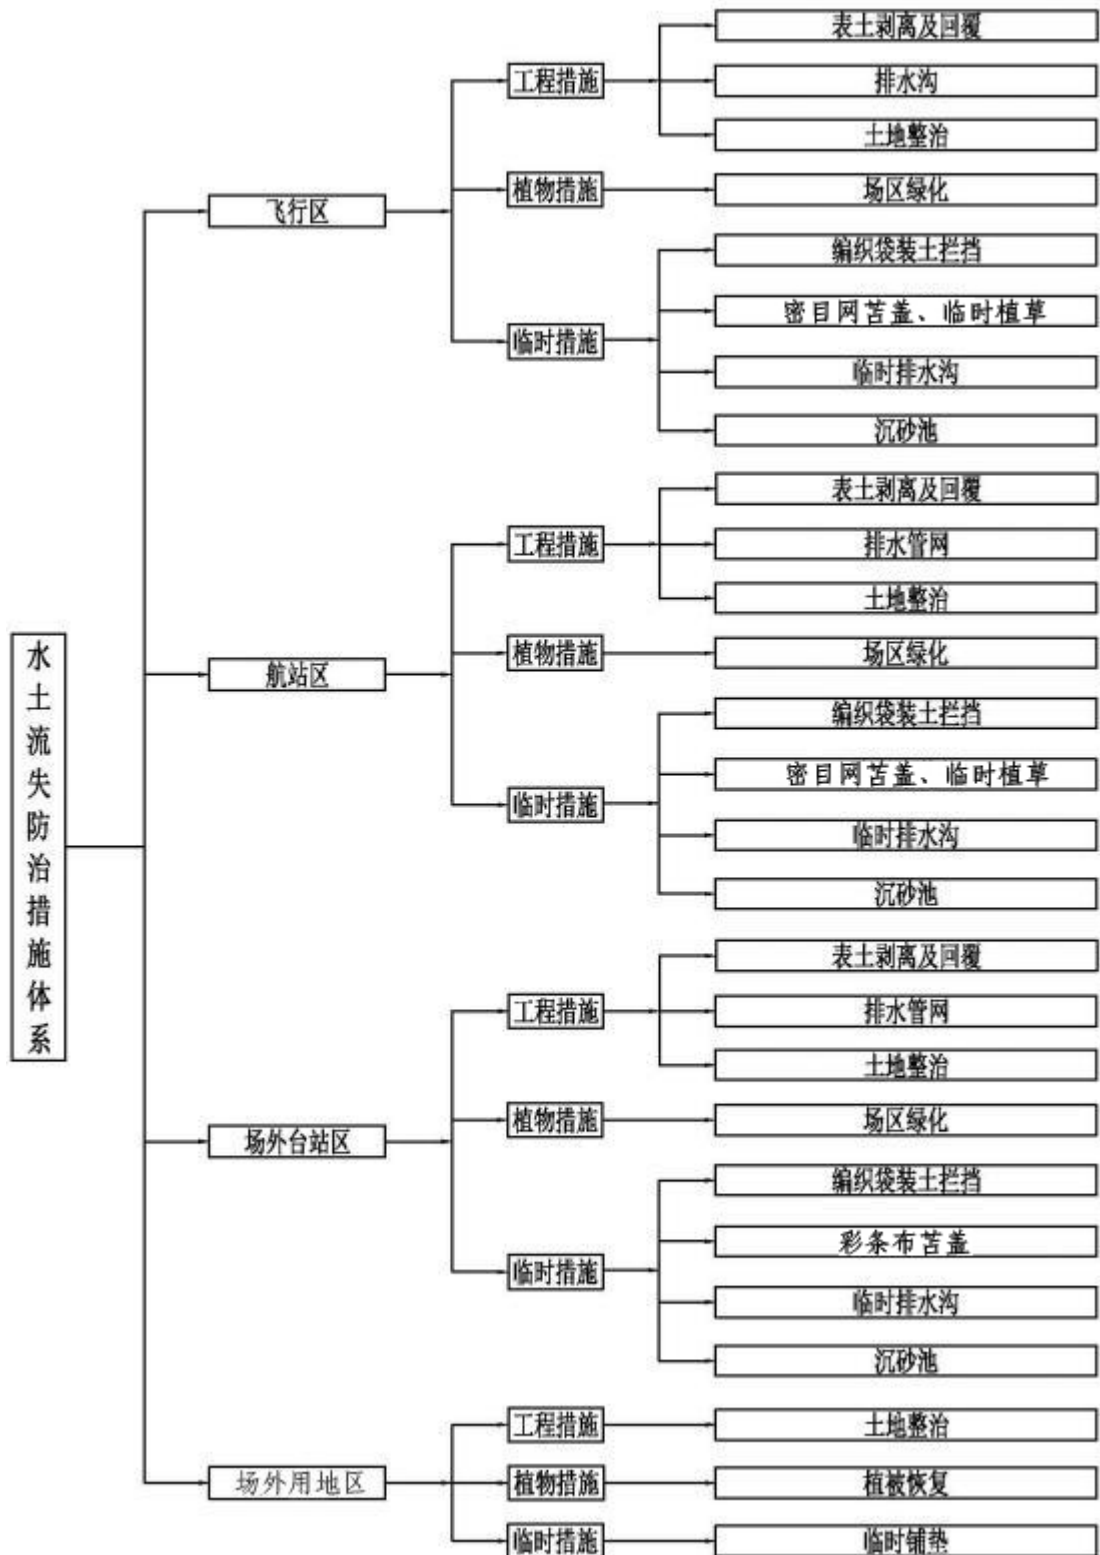 水土流失防治措施体系
飞行区
工程措施
表土剥离及回覆
排水沟
土地整治
植物措施
场区绿化
临时措施
编织袋装土拦挡
密目网苫盖、临时植草
临时排水沟
沉砂池
航站区
工程措施
表土剥离及回覆
排水管网
土地整治
植物措施
场区绿化
临时措施
编织袋装土拦挡
密目网苫盖、临时植草
临时排水沟
沉砂池
场外台站区
工程措施
表土剥离及回覆
排水管网
土地整治
植物措施
场区绿化
临时措施
编织袋装土拦挡
彩条布苫盖
临时排水沟
沉砂池
场外用地区
工程措施
土地整治
植物措施
植被恢复
临时措施
临时铺垫